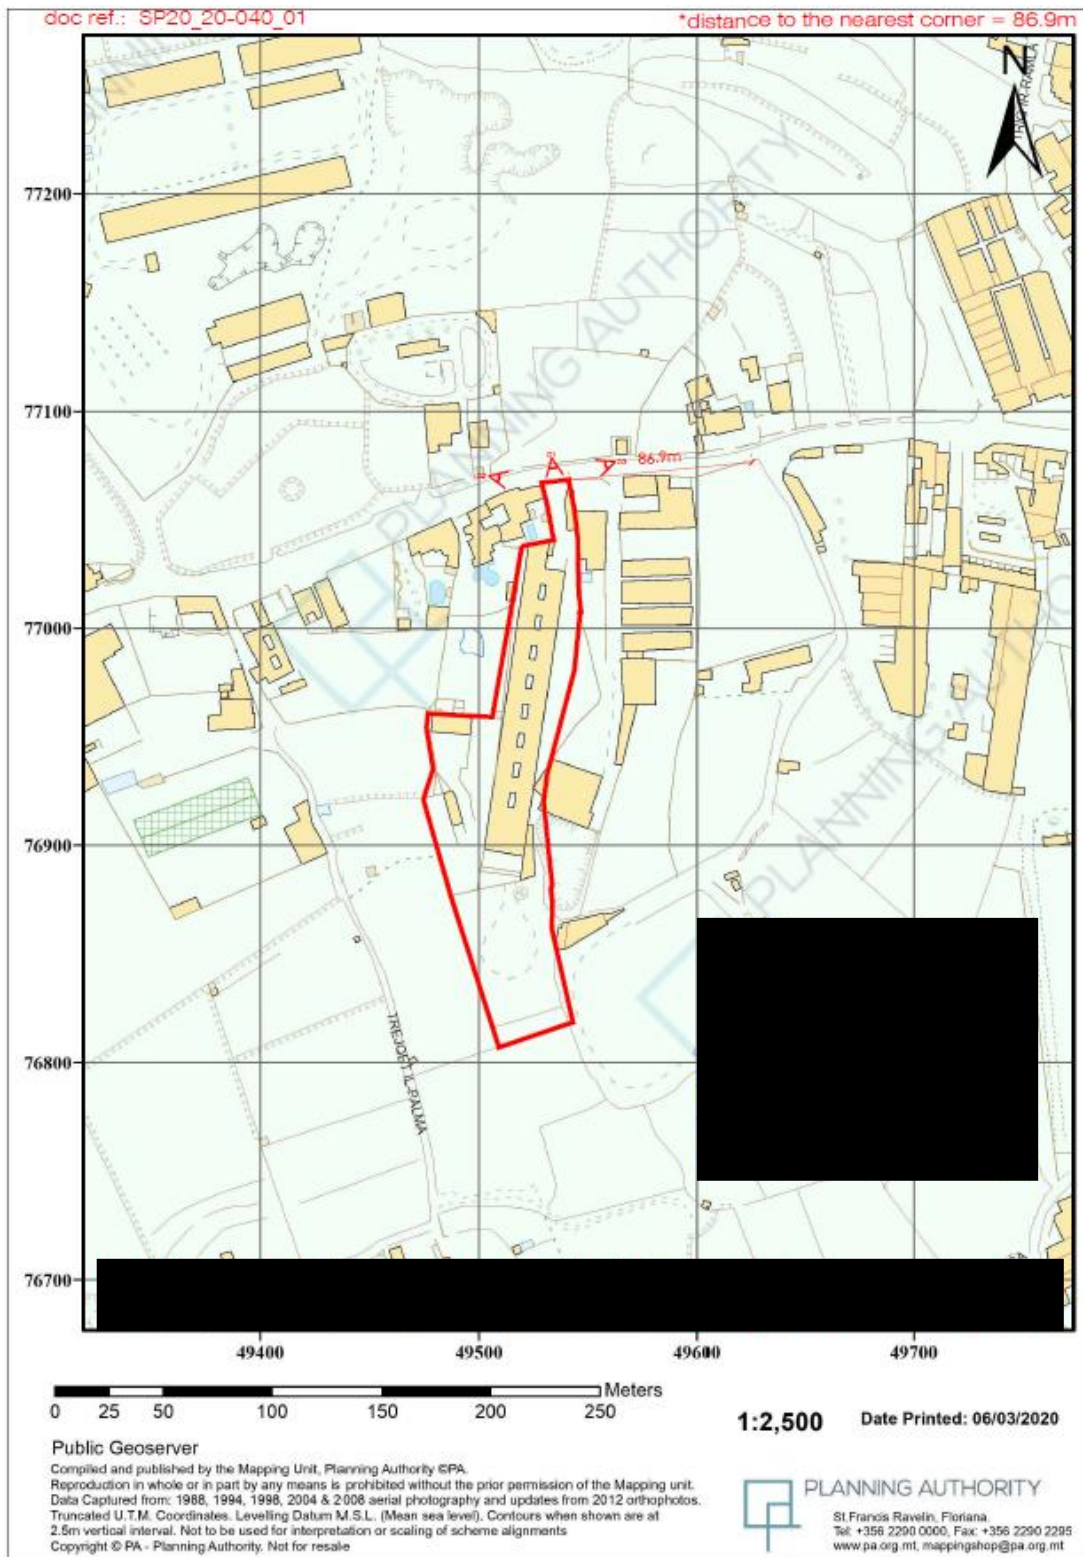 doc ref.: SP20_20-040_01
*distance to the nearest corner = 86.9m
N
PLANNING AUTHORITY
77200
77100
86.9m
77000
PLANNING AUTHO
76900
PLANNING AUTHORITY
76800
76700
49400 49500 49600 49700
Meters
0 25 50 100 150 200 250
1:2,500
Date Printed: 06/03/2020
Public Geoserver
Compiled and published by the Mapping Unit, Planning Authority ©PA.
Reproduction in whole or in part by any means is prohibited without the prior permission of the Mapping unit.
Data Captured from: 1988, 1994, 1998, 2004 & 2008 aerial photography and updates from 2012 orthophotos.
Truncated U.T.M. Coordinates. Levelling Datum M.S.L. (Mean sea level). Contours when shown are at
2.5m vertical interval. Not to be used for interpretation or scaling of scheme alignments
Copyright © PA - Planning Authority. Not for resale
PLANNING AUTHORITY
St.Francis Ravelin, Floriana.
Tel: +356 2290 0000, Fax: +356 2290 2295
www.pa.org.mt, mappingshop@pa.org.mt